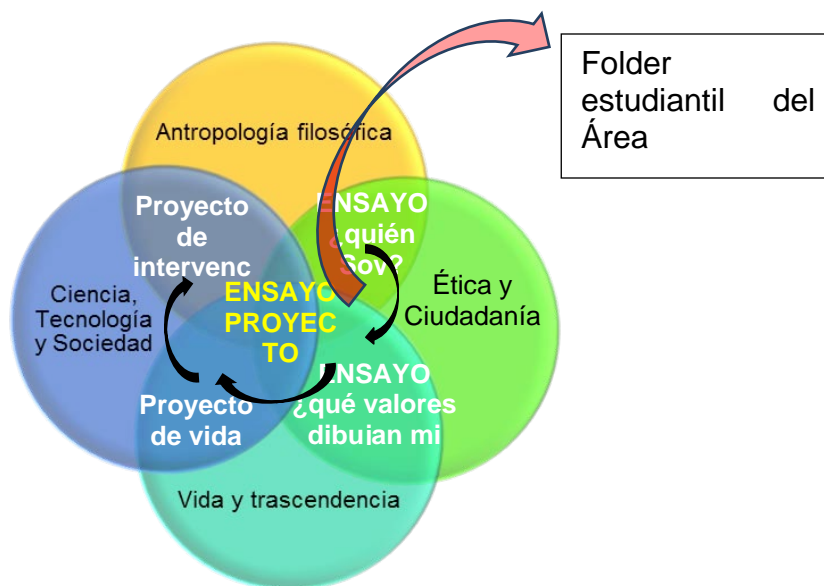 Folder
estudiantil del
Área
Antropología filosófica
Proyecto
de
intervenc
ENSAYO
¿quién
Soy?
Ciencia,
Tecnología
y Sociedad
ENSAYO
PROYEC
TO
Ética y
Ciudadanía
Proyecto
de vida
ENSAYO
¿qué valores
dibujan mi
Vida y trascendencia